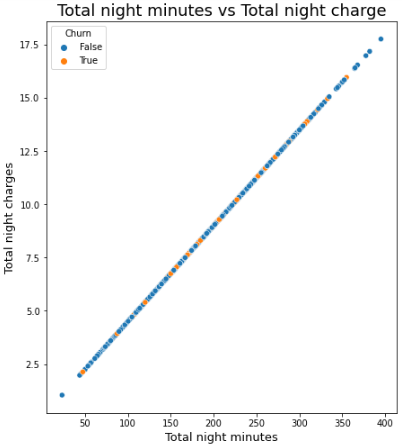 Total night minutes vs Total night charge
Churn
False
True
Total night charges
17.5
15.0
12.5
10.0
7.5
5.0
2.5
50 100 150 200 250 300 350 400
Total night minutes